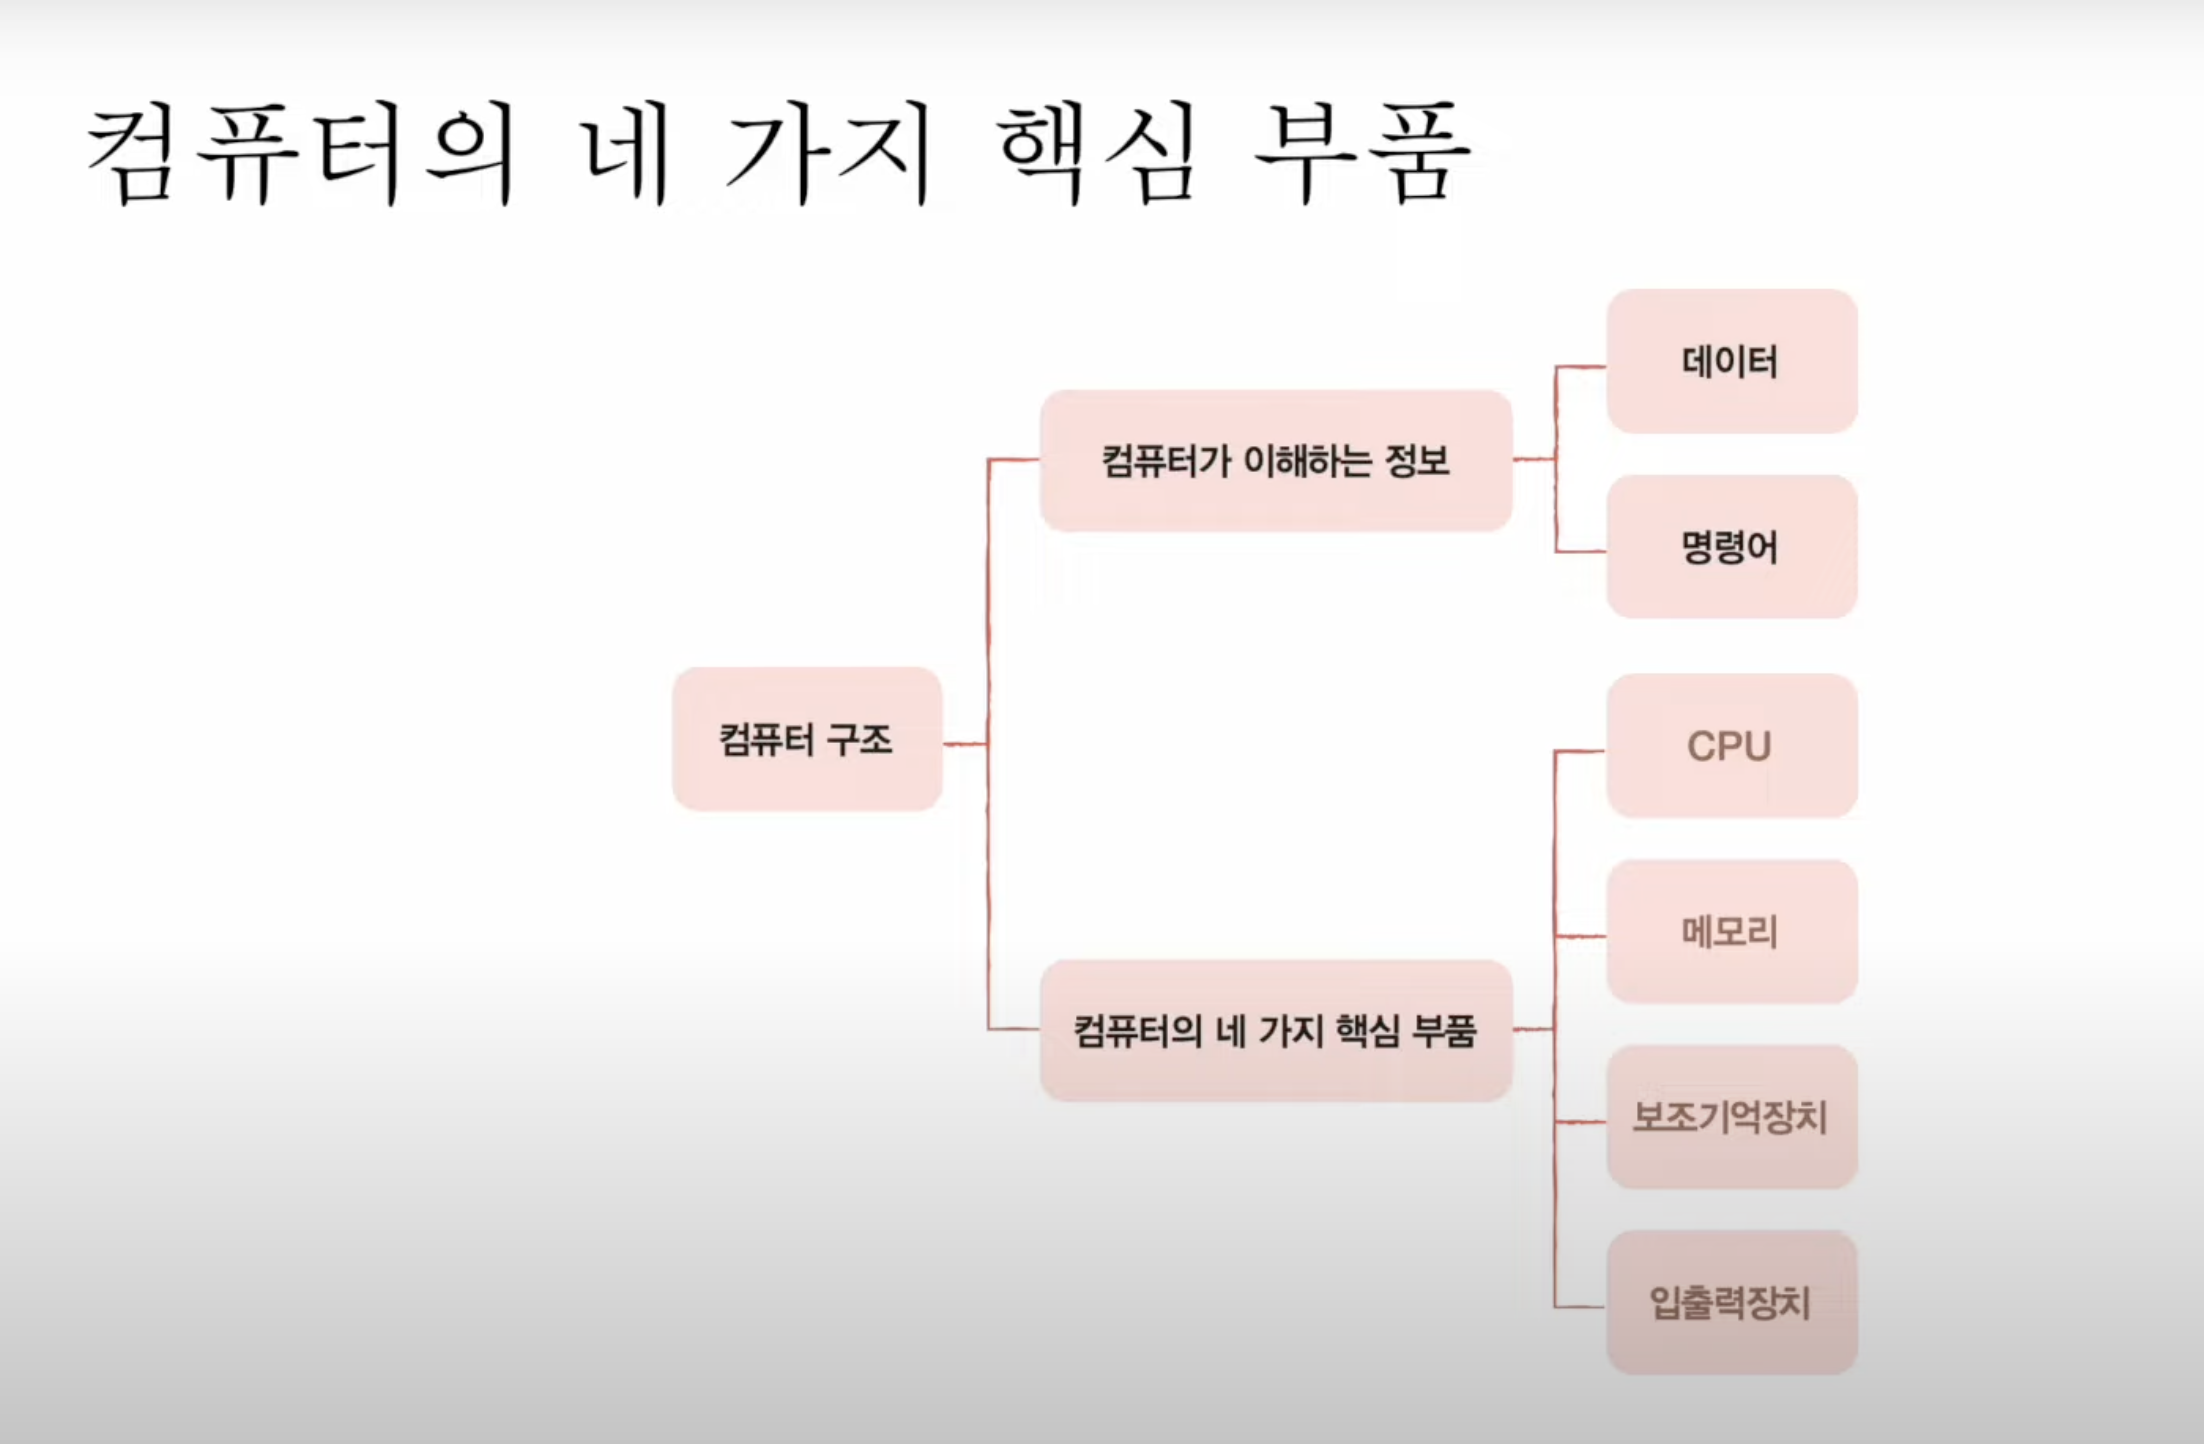 컴퓨터의 네 가지 핵심 부품
데이터
컴퓨터가 이해하는 정보
명령어
컴퓨터 구조
CPU
메모리
컴퓨터의 네 가지 핵심 부품
보조기억장치
입출력장치